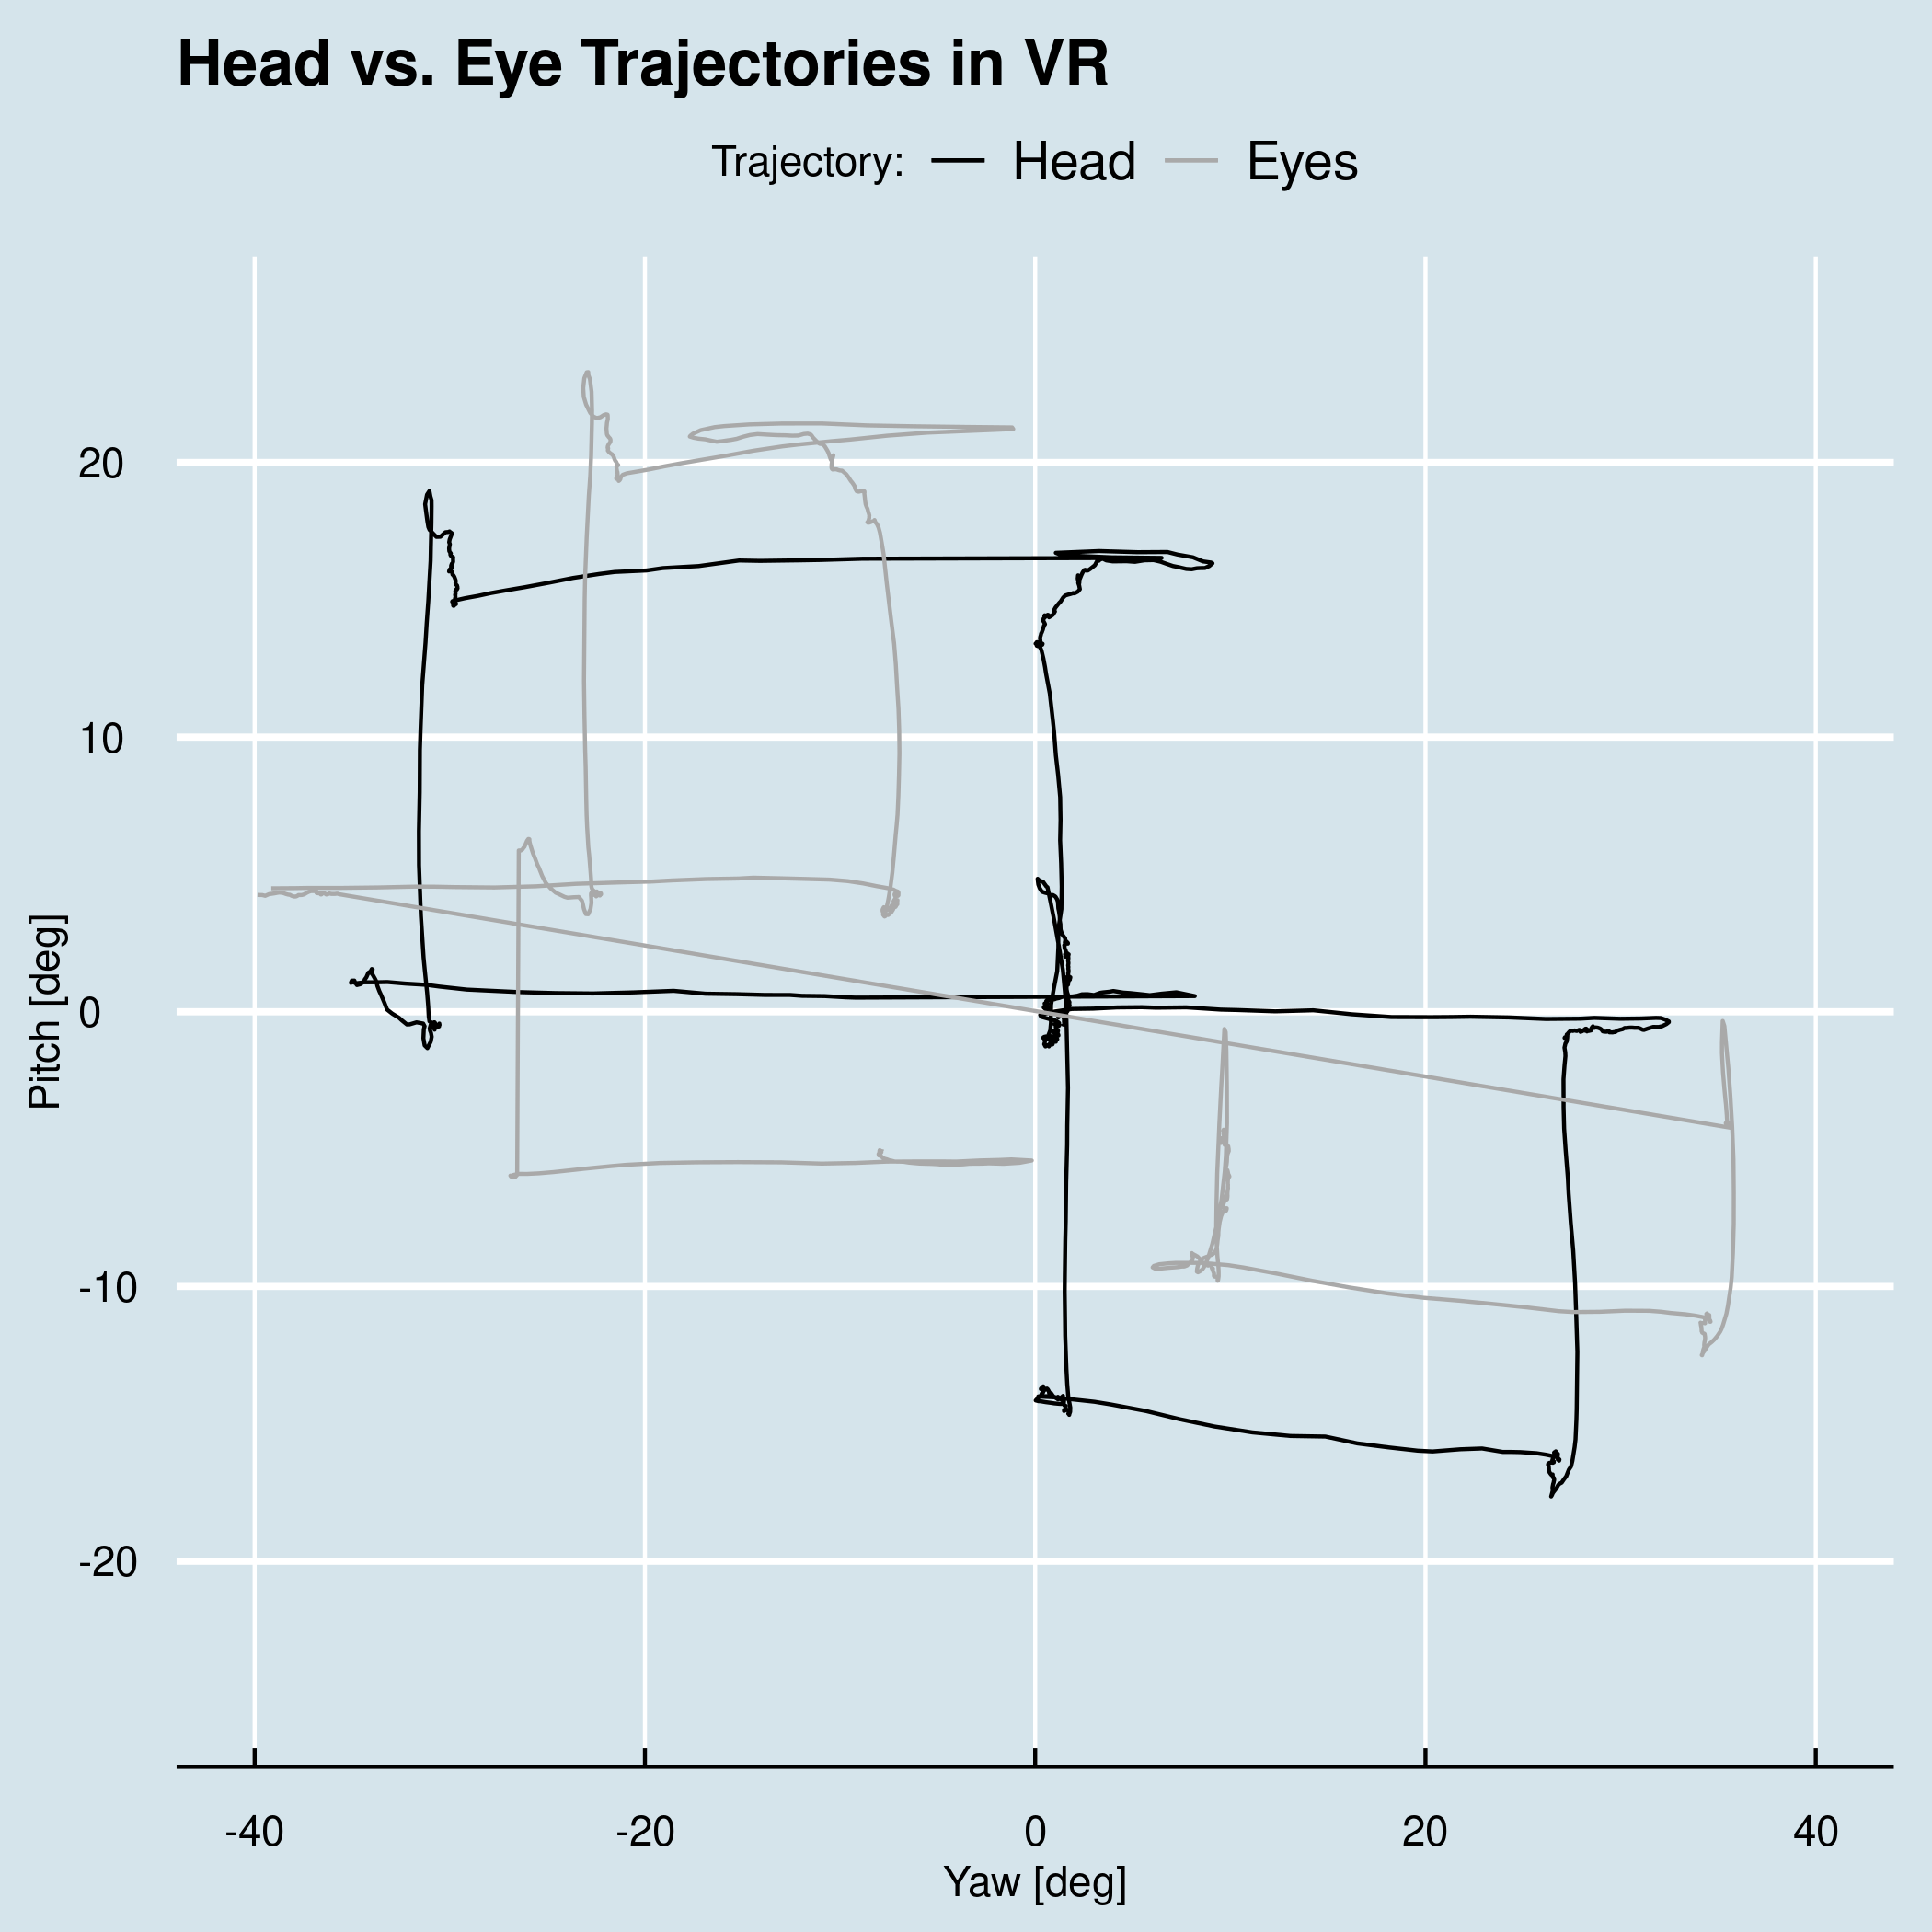 Head vs. Eye Trajectories in VR
Trajectory: Head Eyes
20
10
0
-10
-20
Pitch [deg]
-40 -20 0 20 40
Yaw [deg]